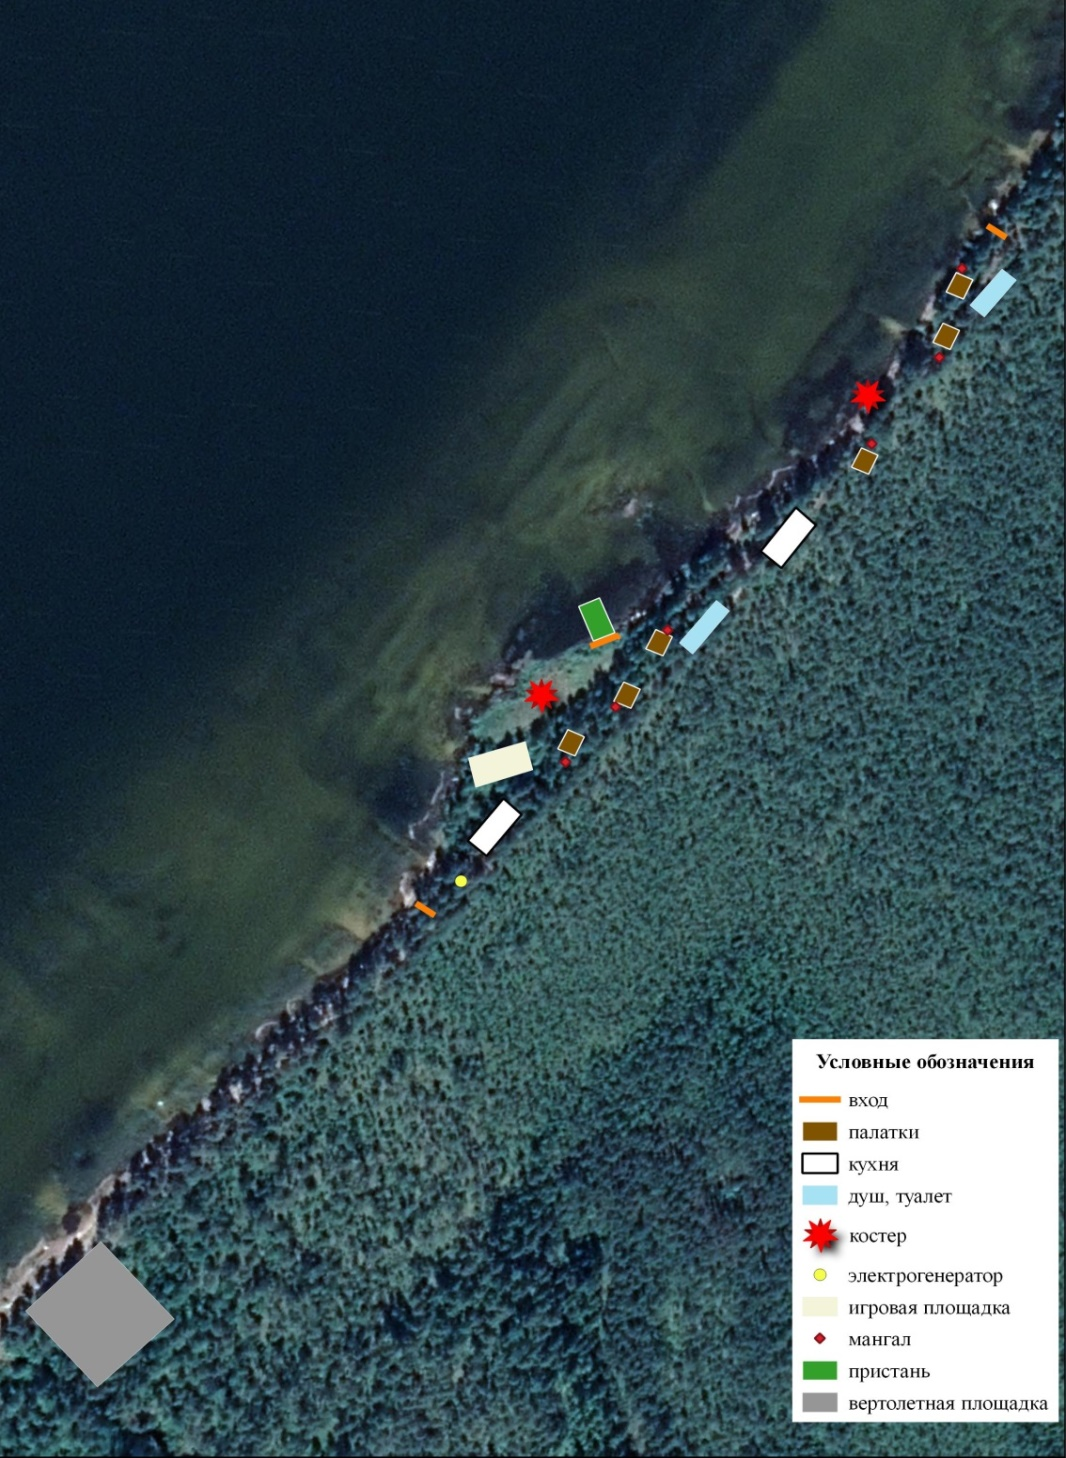 Условные обозначения
вход
палатки
кухня
душ, туалет
костер
электрогенератор
игровая площадка
мангал
пристань
вертолетная площадка